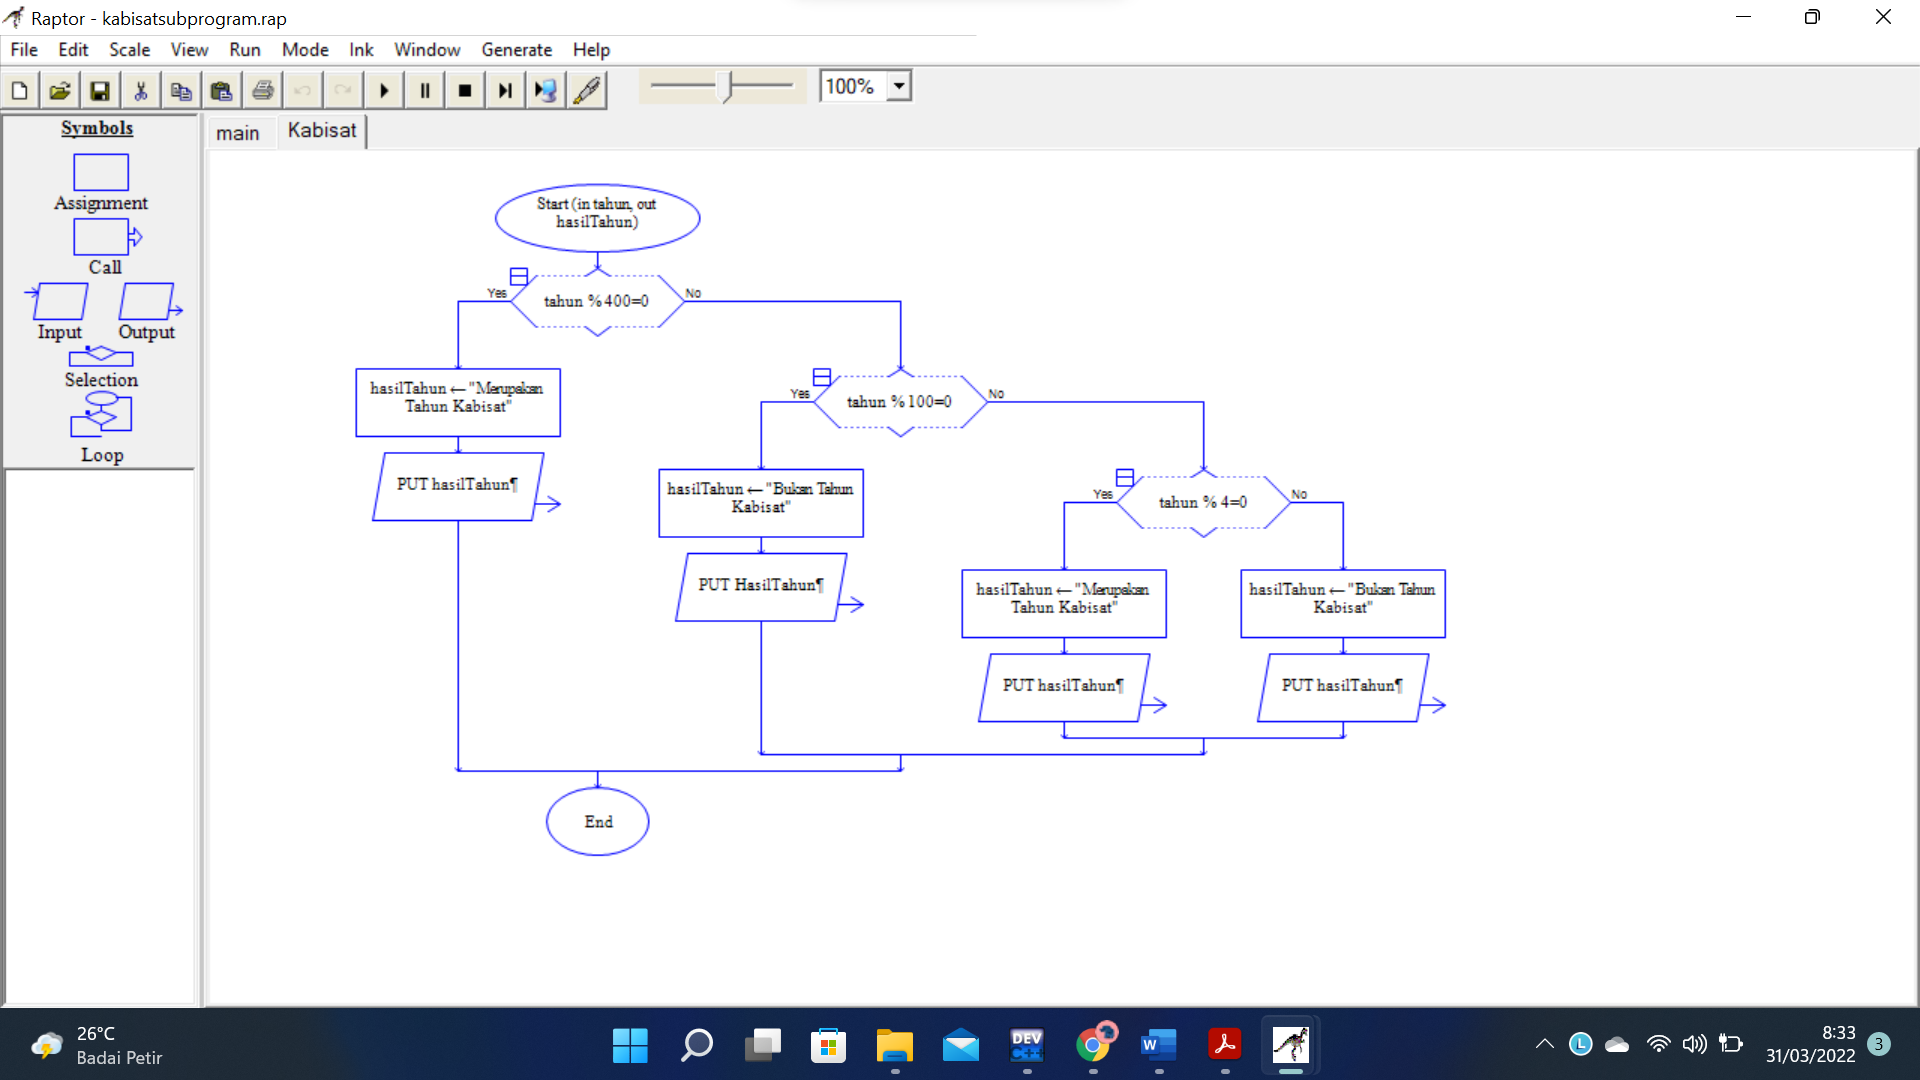 Raptor - kabisatsubprogram.rap
File Edit Scale View Run Mode Ink Window Generate Help
100%
Symbols
Assignment
Call
Input Output
Selection
Loop
main Kabisat
Start (in tahun, out
hasilTahun)
Yes tahun % 400=0 No
hasilTahun ← "Merupakan
Tahun Kabisat"
PUT hasilTahun¶
Yes tahun % 100=0 No
hasilTahun ← "Bukan Tahun
Kabisat"
PUT HasilTahun¶
Yes tahun % 4=0 No
hasilTahun ← "Merupakan
Tahun Kabisat"
PUT hasilTahun¶
hasilTahun ← "Bukan Tahun
Kabisat"
PUT hasilTahun¶
End
26°C
Badai Petir
DEV
C++
W
L
8:33
31/03/2022
3